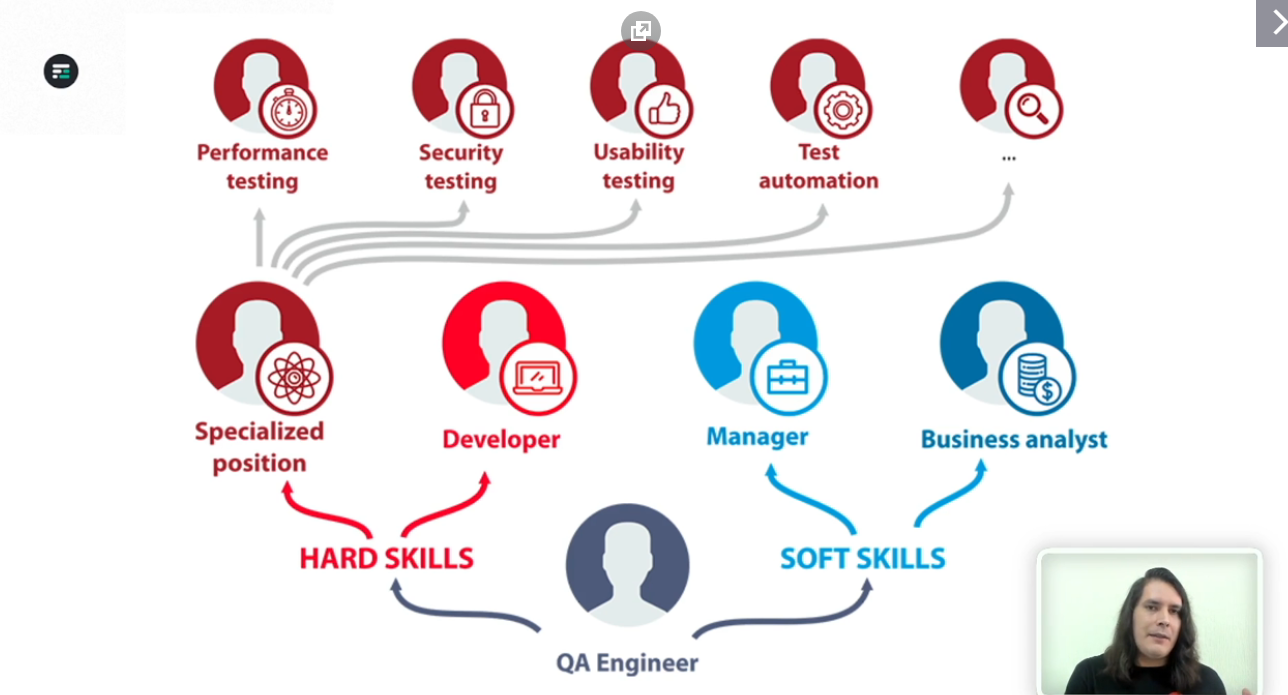 Performance
testing
Security
testing
Usability
testing
Test
automation
...
Specialized
position
Developer
Manager
Business analyst
HARD SKILLS
SOFT SKILLS
QA Engineer